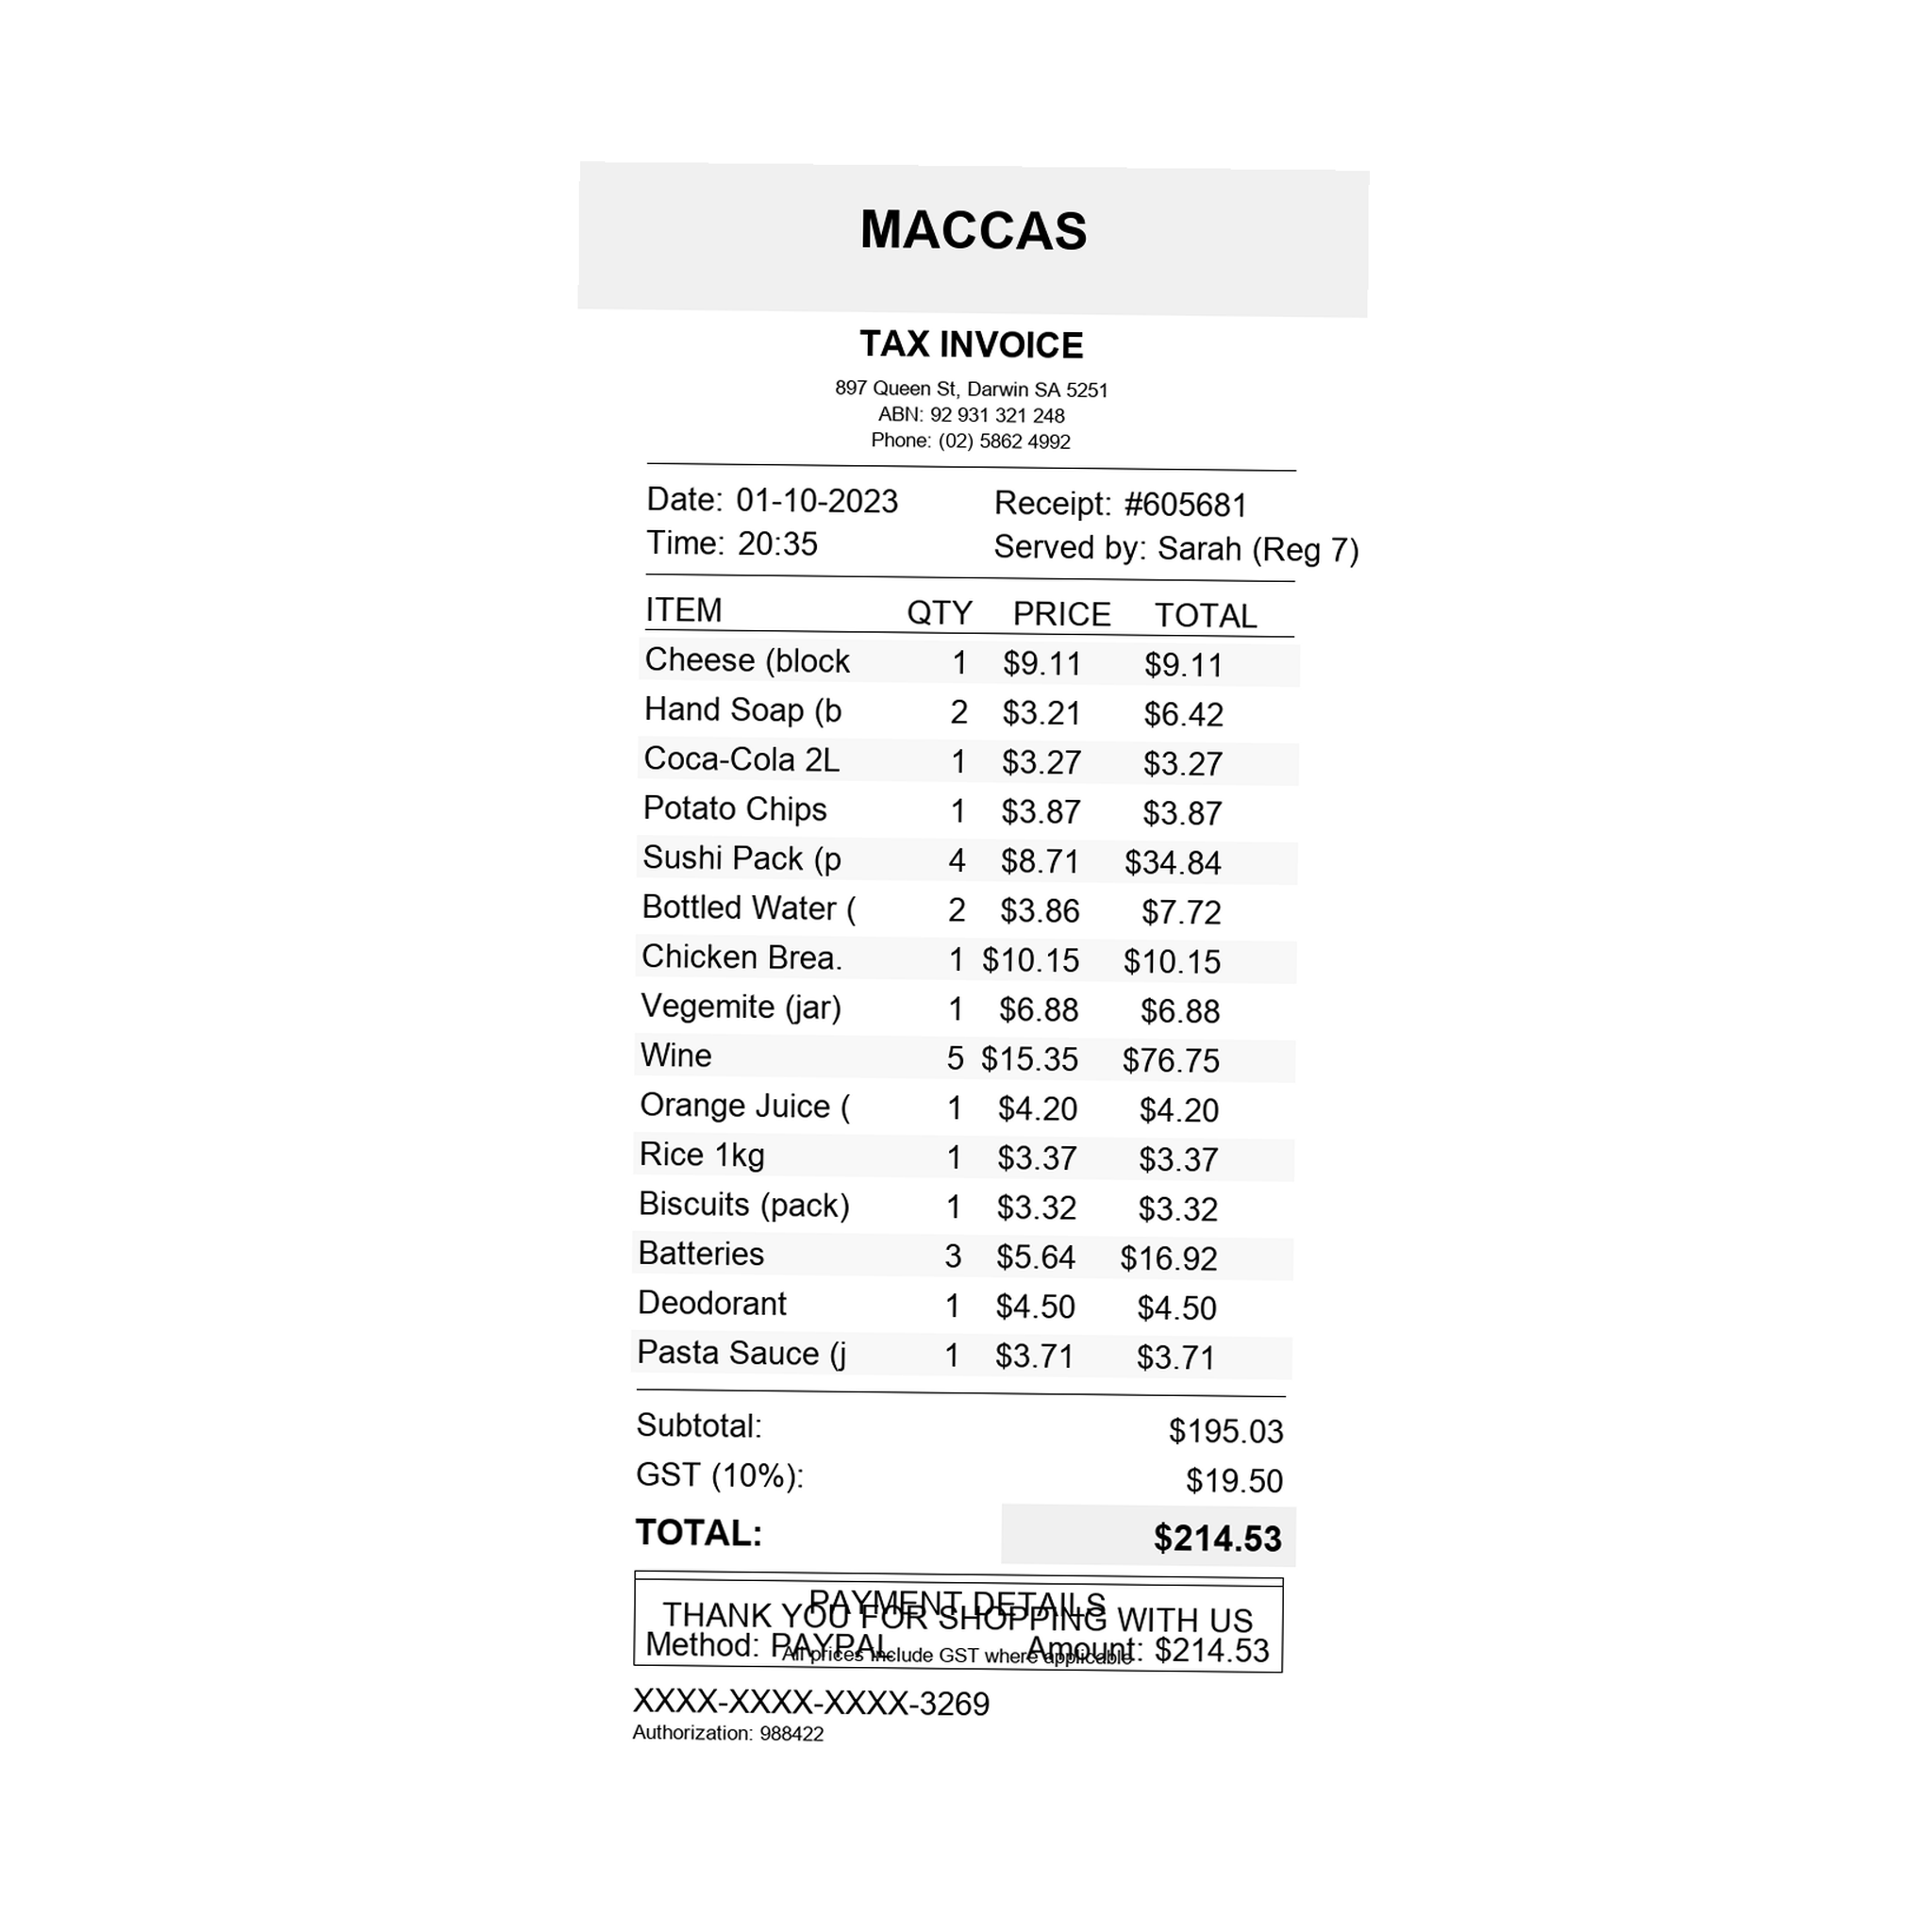 MACCAS
TAX INVOICE
897 Queen St, Darwin SA 5251
ABN: 92 931 321 248
Phone: (02) 5862 4992
Date: 01-10-2023 Receipt: #605681
Time: 20:35 Served by: Sarah (Reg 7)
ITEM QTY PRICE TOTAL
Cheese (block 1 $9.11 $9.11
Hand Soap (b 2 $3.21 $6.42
Coca-Cola 2L 1 $3.27 $3.27
Potato Chips 1 $3.87 $3.87
Sushi Pack (p 4 $8.71 $34.84
Bottled Water ( 2 $3.86 $7.72
Chicken Brea. 1 $10.15 $10.15
Vegemite (jar) 1 $6.88 $6.88
Wine 5 $15.35 $76.75
Orange Juice ( 1 $4.20 $4.20
Rice 1kg 1 $3.37 $3.37
Biscuits (pack) 1 $3.32 $3.32
Batteries 3 $5.64 $16.92
Deodorant 1 $4.50 $4.50
Pasta Sauce (j 1 $3.71 $3.71
Subtotal: $195.03
GST (10%): $19.50
TOTAL: $214.53
PAYMENT DETAILS
THANK YOU FOR SHOPPING WITH US
Method: PAYPAL Amount: $214.53
All prices include GST where applicable
XXXX-XXXX-XXXX-3269
Authorization: 988422